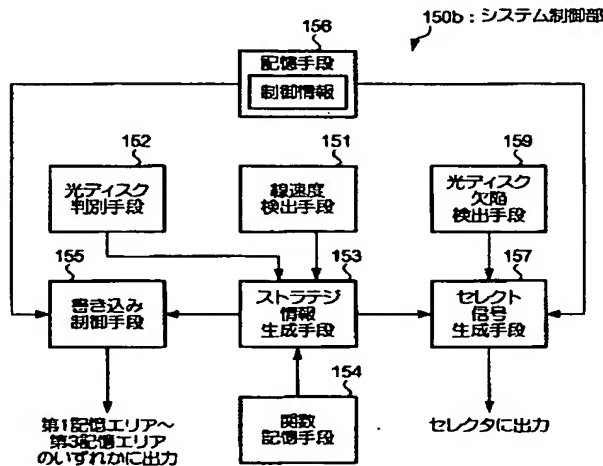 150b：システム制御部
156
記憶手段
制御情報
152
光ディスク
判別手段
151
線速度
検出手段
159
光ディスク
欠陥
検出手段
155
書き込み
制御手段
153
ストラテジ
情報
生成手段
157
セレクト
信号
生成手段
154
関数
記憶手段
第1記憶エリア〜
第3記憶エリア
のいずれかに出力
セレクタに出力